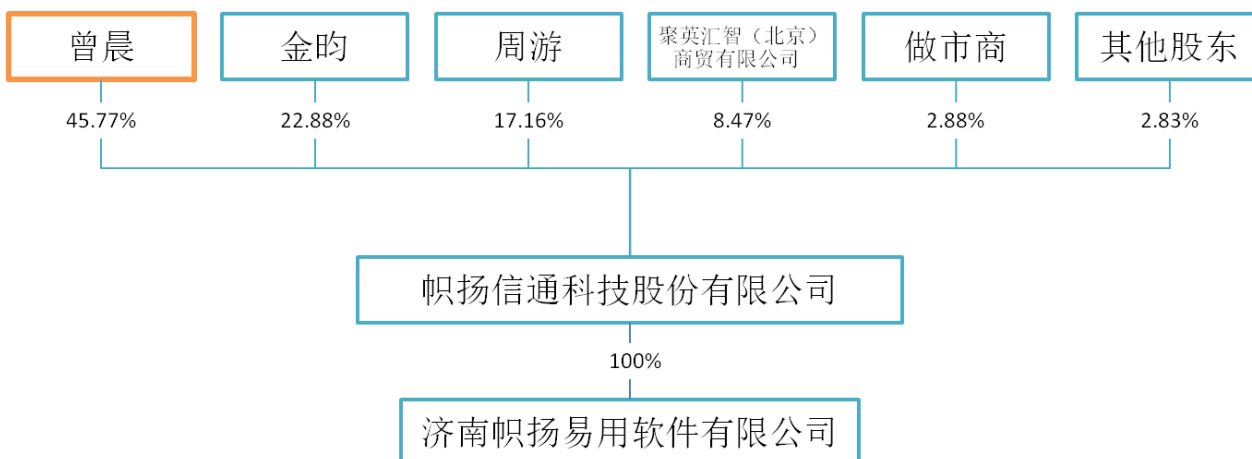 曾晨
金昀
周游
聚英汇智（北京）
商贸有限公司
做市商
其他股东
45.77%
22.88%
17.16%
8.47%
2.88%
2.83%
帜扬信通科技股份有限公司
100%
济南帜扬易用软件有限公司